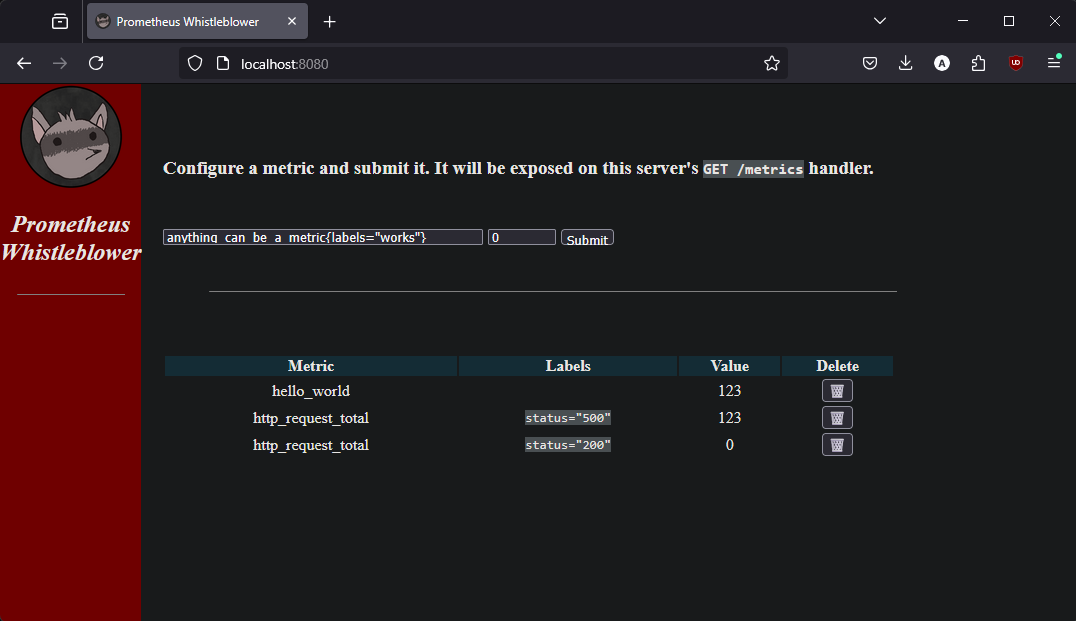 Prometheus Whistleblower
localhost:8080
A
UO
Prometheus
Whistleblower
Configure a metric and submit it. It will be exposed on this server's GET /metrics handler.
anything_can_be_a_metric{labels="works"} 0 Submit
Metric Labels Value Delete
hello_world 123
http_request_total status="500" 123
http_request_total status="200" 0